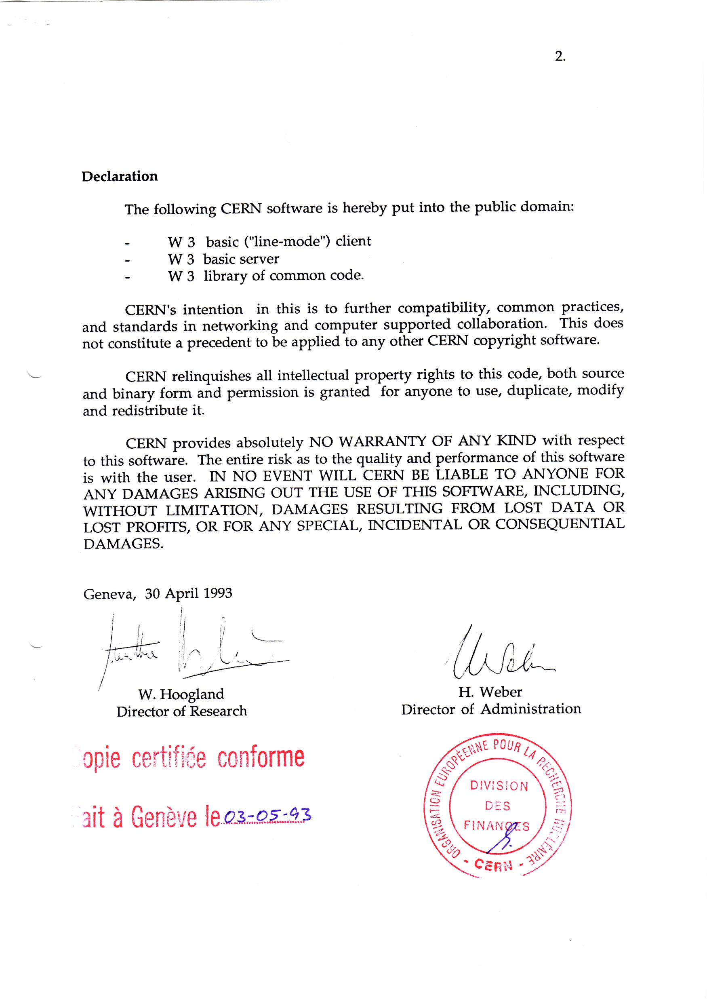 2.
Declaration
The following CERN software is hereby put into the public domain:
- W 3 basic ("line-mode") client
- W 3 basic server
- W 3 library of common code.
CERN's intention in this is to further compatibility, common practices,
and standards in networking and computer supported collaboration. This does
not constitute a precedent to be applied to any other CERN copyright software.
CERN relinquishes all intellectual property rights to this code, both source
and binary form and permission is granted for anyone to use, duplicate, modify
and redistribute it.
CERN provides absolutely NO WARRANTY OF ANY KIND with respect
to this software. The entire risk as to the quality and performance of this software
is with the user. IN NO EVENT WILL CERN BE LIABLE TO ANYONE FOR
ANY DAMAGES ARISING OUT THE USE OF THIS SOFTWARE, INCLUDING,
WITHOUT LIMITATION, DAMAGES RESULTING FROM LOST DATA OR
LOST PROFITS, OR FOR ANY SPECIAL, INCIDENTAL OR CONSEQUENTIAL
DAMAGES.
Geneva, 30 April 1993
W. Hoogland
Director of Research
H. Weber
Director of Administration
opie certifiée conforme
ait à Genève le 03-05-93
ORGANISATION EUROPÉENNE POUR LA RECHERCHE NUCLÉAIRE
DIVISION
DES
FINANCES
- CERN -